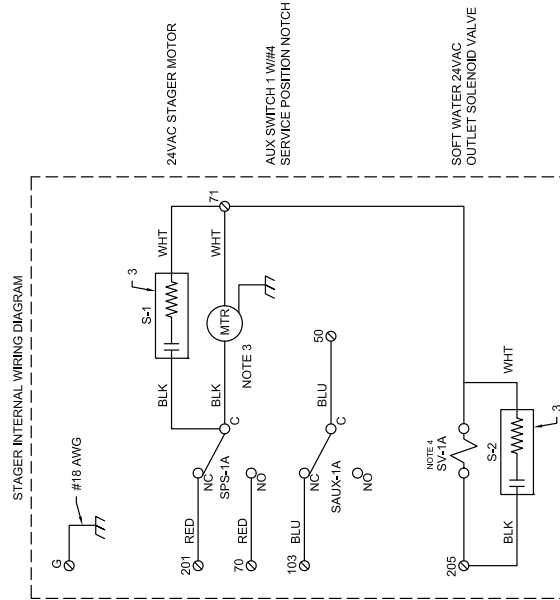 STAGER INTERNAL WIRING DIAGRAM
G
#18 AWG
201
RED
NC
SPS-1A
C
BLK
BLK
S-1
3
WHT
WHT
71
MTR
NOTE 3
70
RED
NO
24VAC STAGER MOTOR
103
BLU
NC
SAUX-1A
NO
C
BLU
50
AUX SWITCH 1 W/#4
SERVICE POSITION NOTCH
205
NOTE 4
SV-1A
BLK
S-2
WHT
3
SOFT WATER 24VAC
OUTLET SOLENOID VALVE